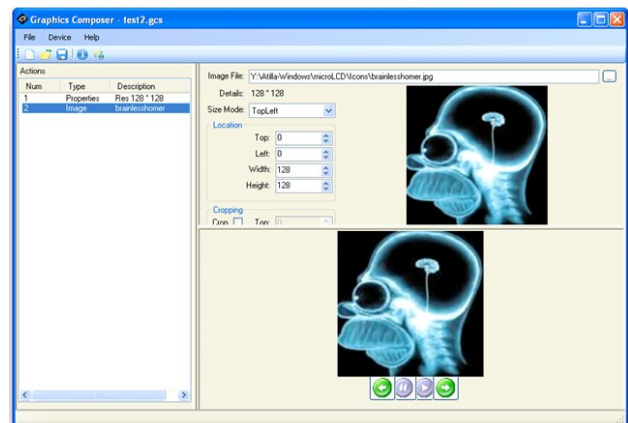 Graphics Composer - test2.gcs
File Device Help
Actions
Num Type Description
1 Properties Res 128 * 128
2 Image brainlesshomer
Image File: Y:\Atilla-Windows\microLCD\Icons\brainlesshomer.jpg ...
Details: 128 * 128
Size Mode: TopLeft
Location
Top: 0
Left: 0
Width: 128
Height: 128
Cropping
Crop Top: 0